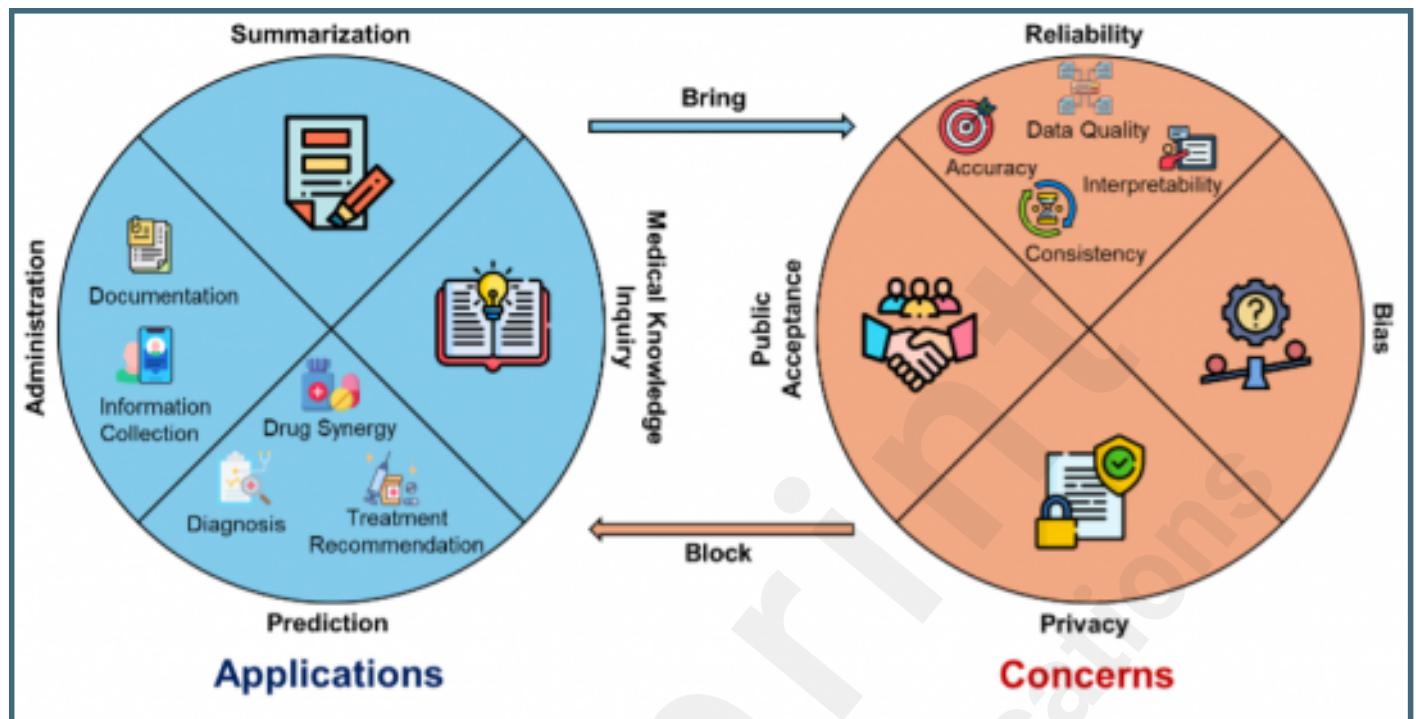 Summarization
Reliability
Bring
Data Quality
Accuracy
Interpretability
Consistency
Documentation
Administration
Medical Knowledge
Inquiry
Public
Acceptance
Bias
Information
Collection
Drug Synergy
Diagnosis
Treatment
Recommendation
Block
Prediction
Privacy
Applications
Concerns